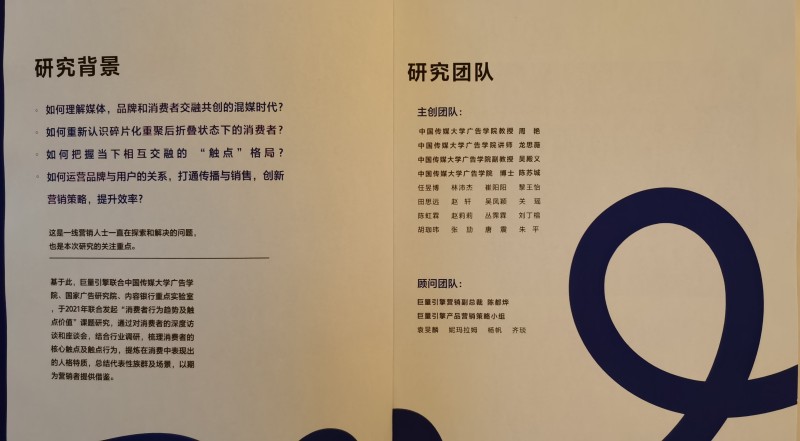 研究背景
如何理解媒体，品牌和消费者交融共创的混媒时代？
如何重新认识碎片化重聚后折叠状态下的消费者？
如何把握当下相互交融的“触点”格局？
如何运营品牌与用户的关系，打通传播与销售，创新
营销策略，提升效率？
这是一线营销人士一直在探索和解决的问题，
也是本次研究的关注重点。
基于此，巨量引擎联合中国传媒大学广告学
院、国家广告研究院、内容银行重点实验室
，于2021年联合发起“消费者行为趋势及触
点价值”课题研究，通过对消费者的深度访
谈和座谈会，结合行业调研，梳理消费者的
核心触点及触点行为，提炼在消费中表现出
的人格特质，总结代表性族群及场景，以期
为营销者提供借鉴。
研究团队
主创团队：
中国传媒大学广告学院教授 周 艳
中国传媒大学广告学院讲师 龙思薇
中国传媒大学广告学院副教授 吴殿义
中国传媒大学广告学院 博士 陈苏城
任昱博 林沛杰 崔阳阳 黎王怡
田思远 赵 轩 吴凤颖 关 瑶
陈虹霖 赵莉莉 丛霁霖 刘丁榕
胡珈玮 张 劢 唐 震 朱 平
顾问团队：
巨量引擎营销副总裁 陈都烨
巨量引擎产品营销策略小组
袁旻麟 妮玛拉姆 杨帆 齐琰